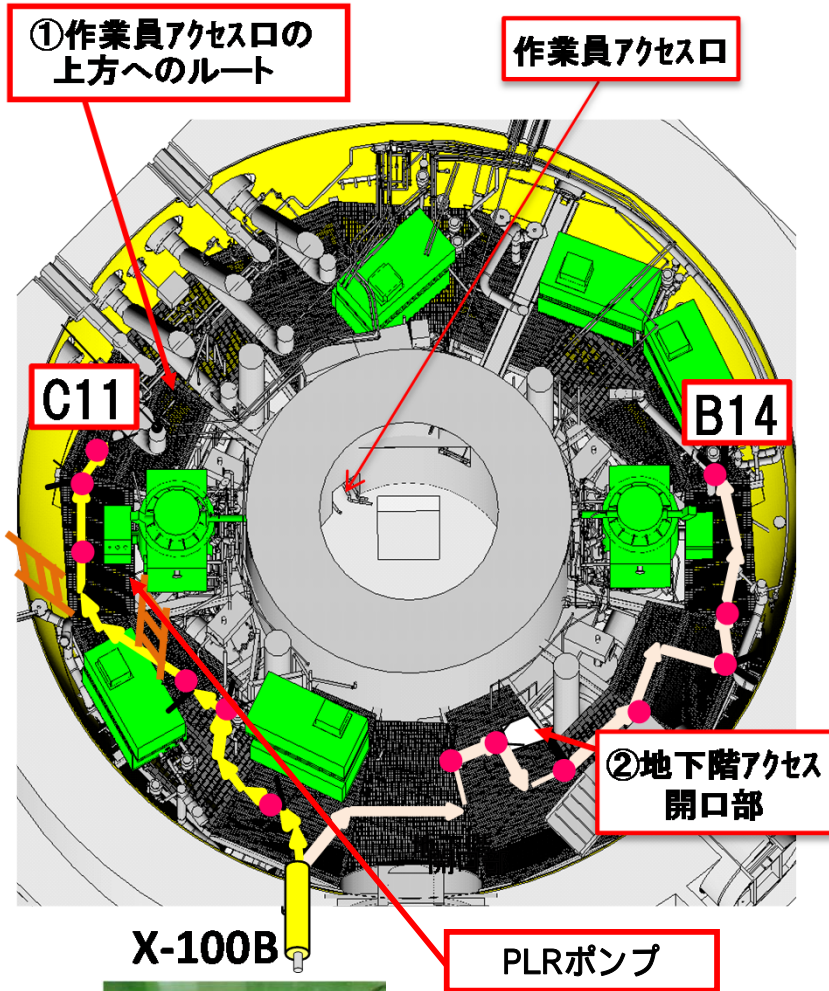 ①作業員アクセス口の
上方へのルート
作業員アクセス口
C11
B14
②地下階アクセス
開口部
X-100B
PLRポンプ